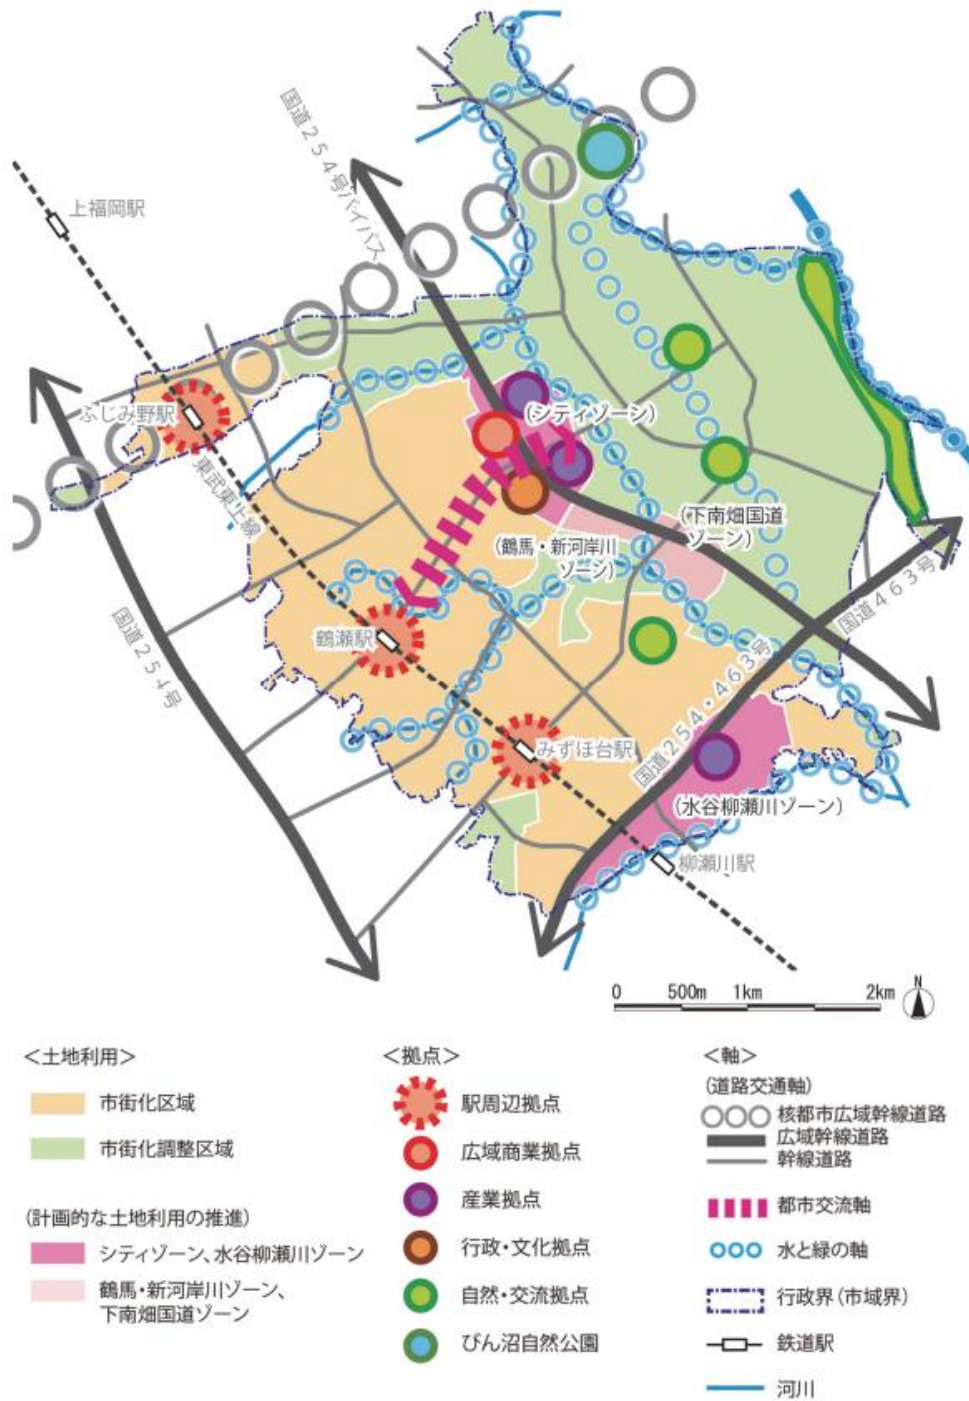 国道254号バイパス
上福岡駅
ふじみ野駅
東武東上線
(シティゾーン)
(下南畑国道
ゾーン)
(鶴馬・新河岸川
ゾーン)
国道463号
国道254号
鶴瀬駅
国道254・463号
みずほ台駅
(水谷柳瀬川ゾーン)
柳瀬川駅
0 500m 1km 2km
N
<土地利用>
市街化区域
市街化調整区域
(計画的な土地利用の推進)
シティゾーン、水谷柳瀬川ゾーン
鶴馬・新河岸川ゾーン、
下南畑国道ゾーン
<拠点>
駅周辺拠点
広域商業拠点
産業拠点
行政・文化拠点
自然・交流拠点
びん沼自然公園
<軸>
(道路交通軸)
核都市広域幹線道路
広域幹線道路
幹線道路
都市交流軸
水と緑の軸
行政界(市域界)
鉄道駅
河川